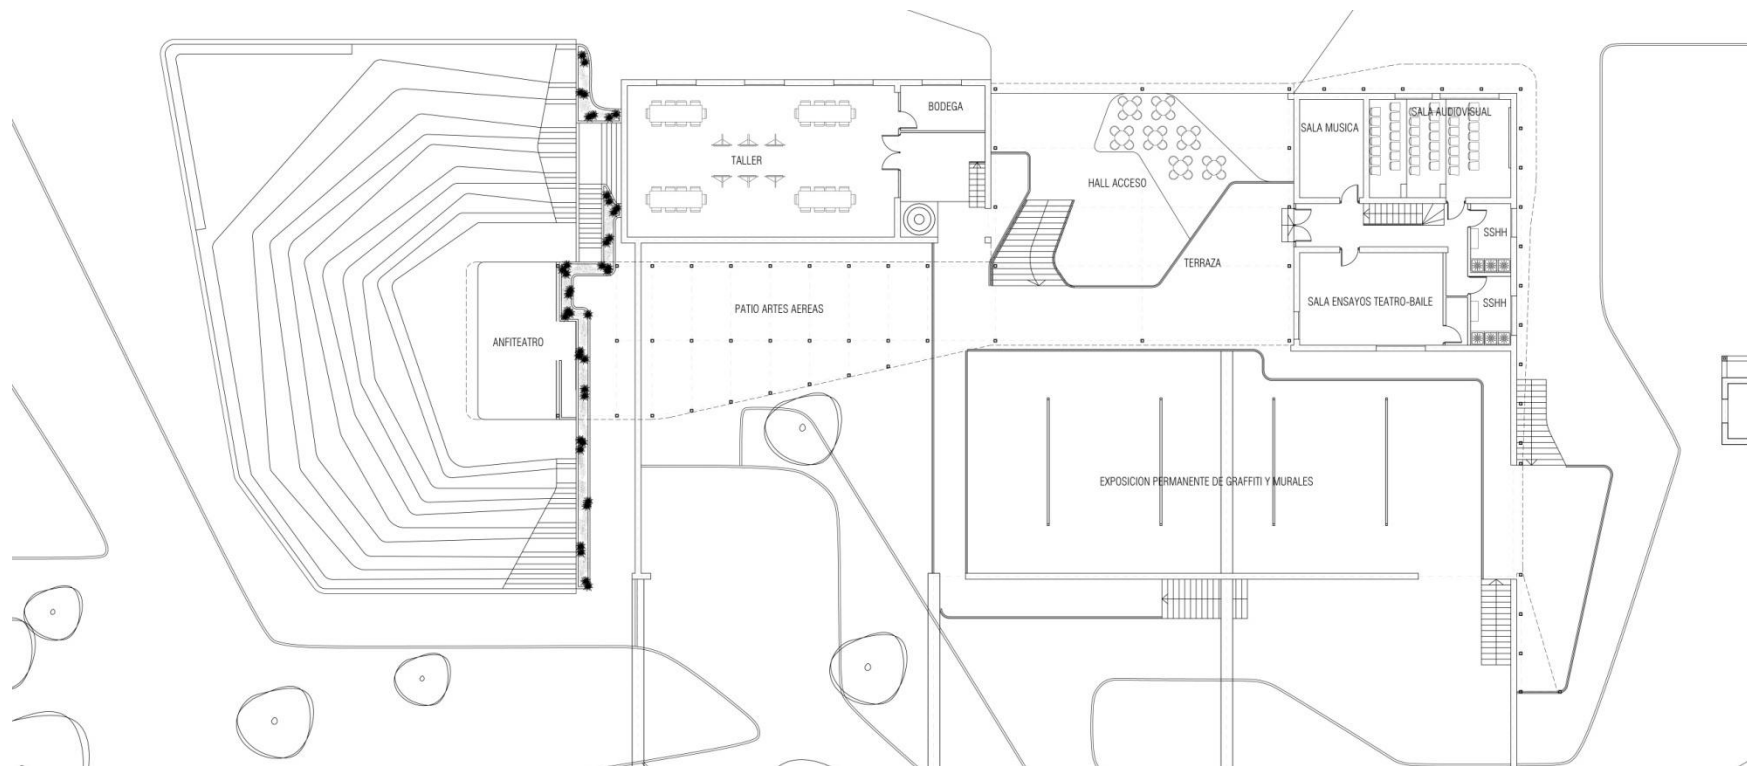 BODEGA
SALA AUDIOVISUAL
SALA MUSICA
TALLER
HALL ACCESO
SSHH
TERRAZA
SALA ENSAYOS TEATRO-BAILE
SSHH
PATIO ARTES AEREAS
ANFITEATRO
EXPOSICION PERMANENTE DE GRAFFITI Y MURALES